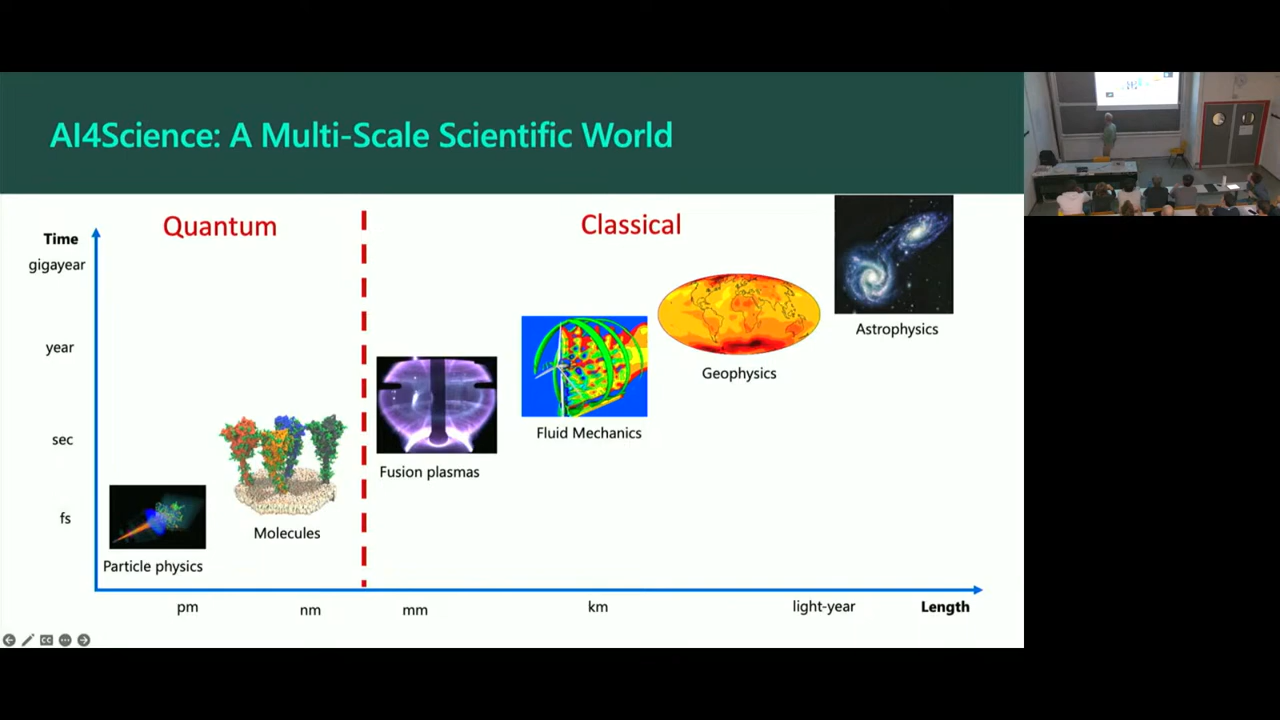 AI4Science: A Multi-Scale Scientific World
Quantum
Classical
Time
gigayear
year
sec
fs
Astrophysics
Geophysics
Fluid Mechanics
Fusion plasmas
Molecules
Particle physics
pm
nm
mm
km
light-year
Length
CC